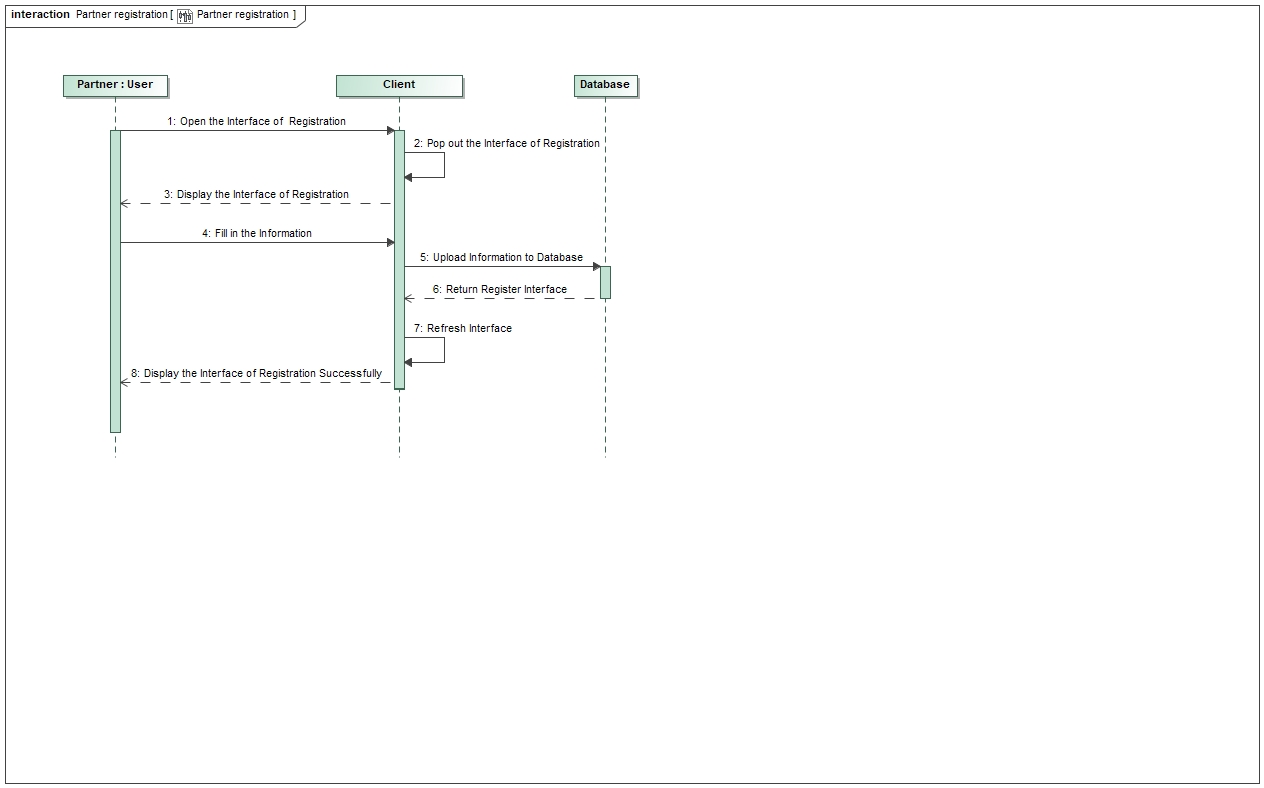 interaction Partner registration [ Partner registration ]
Partner : User
Client
Database
1: Open the Interface of  Registration
2: Pop out the Interface of Registration
3: Display the Interface of Registration
4: Fill in the Information
5: Upload Information to Database
6: Return Register Interface
7: Refresh Interface
8: Display the Interface of Registration Successfully